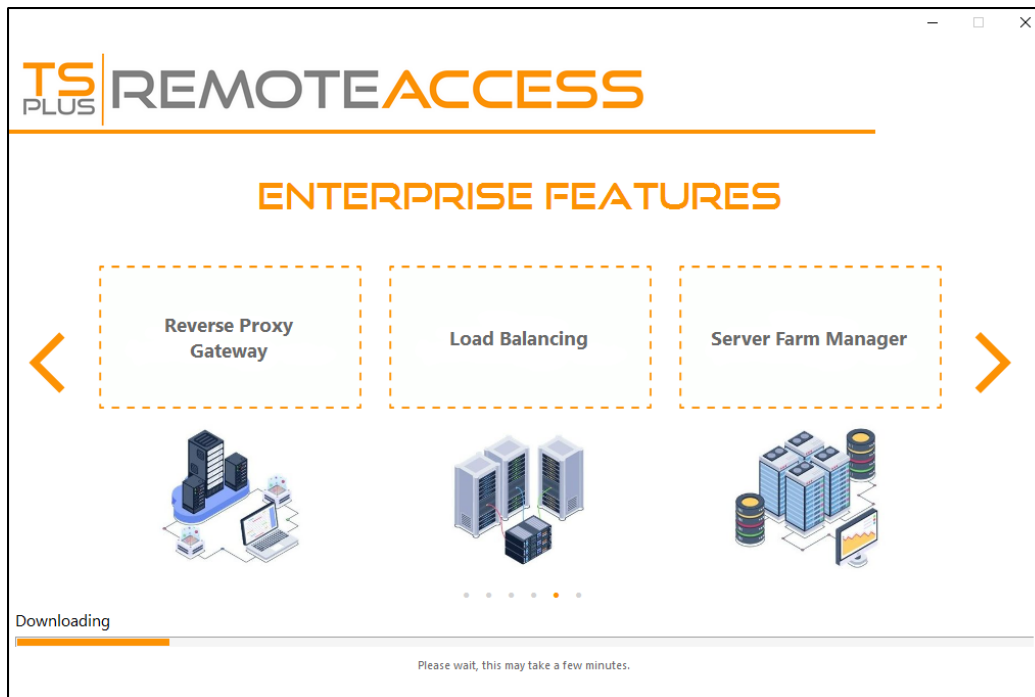 TS PLUS REMOTEACCESS
ENTERPRISE FEATURES
Reverse Proxy
Gateway
Load Balancing
Server Farm Manager
Downloading
Please wait, this may take a few minutes.